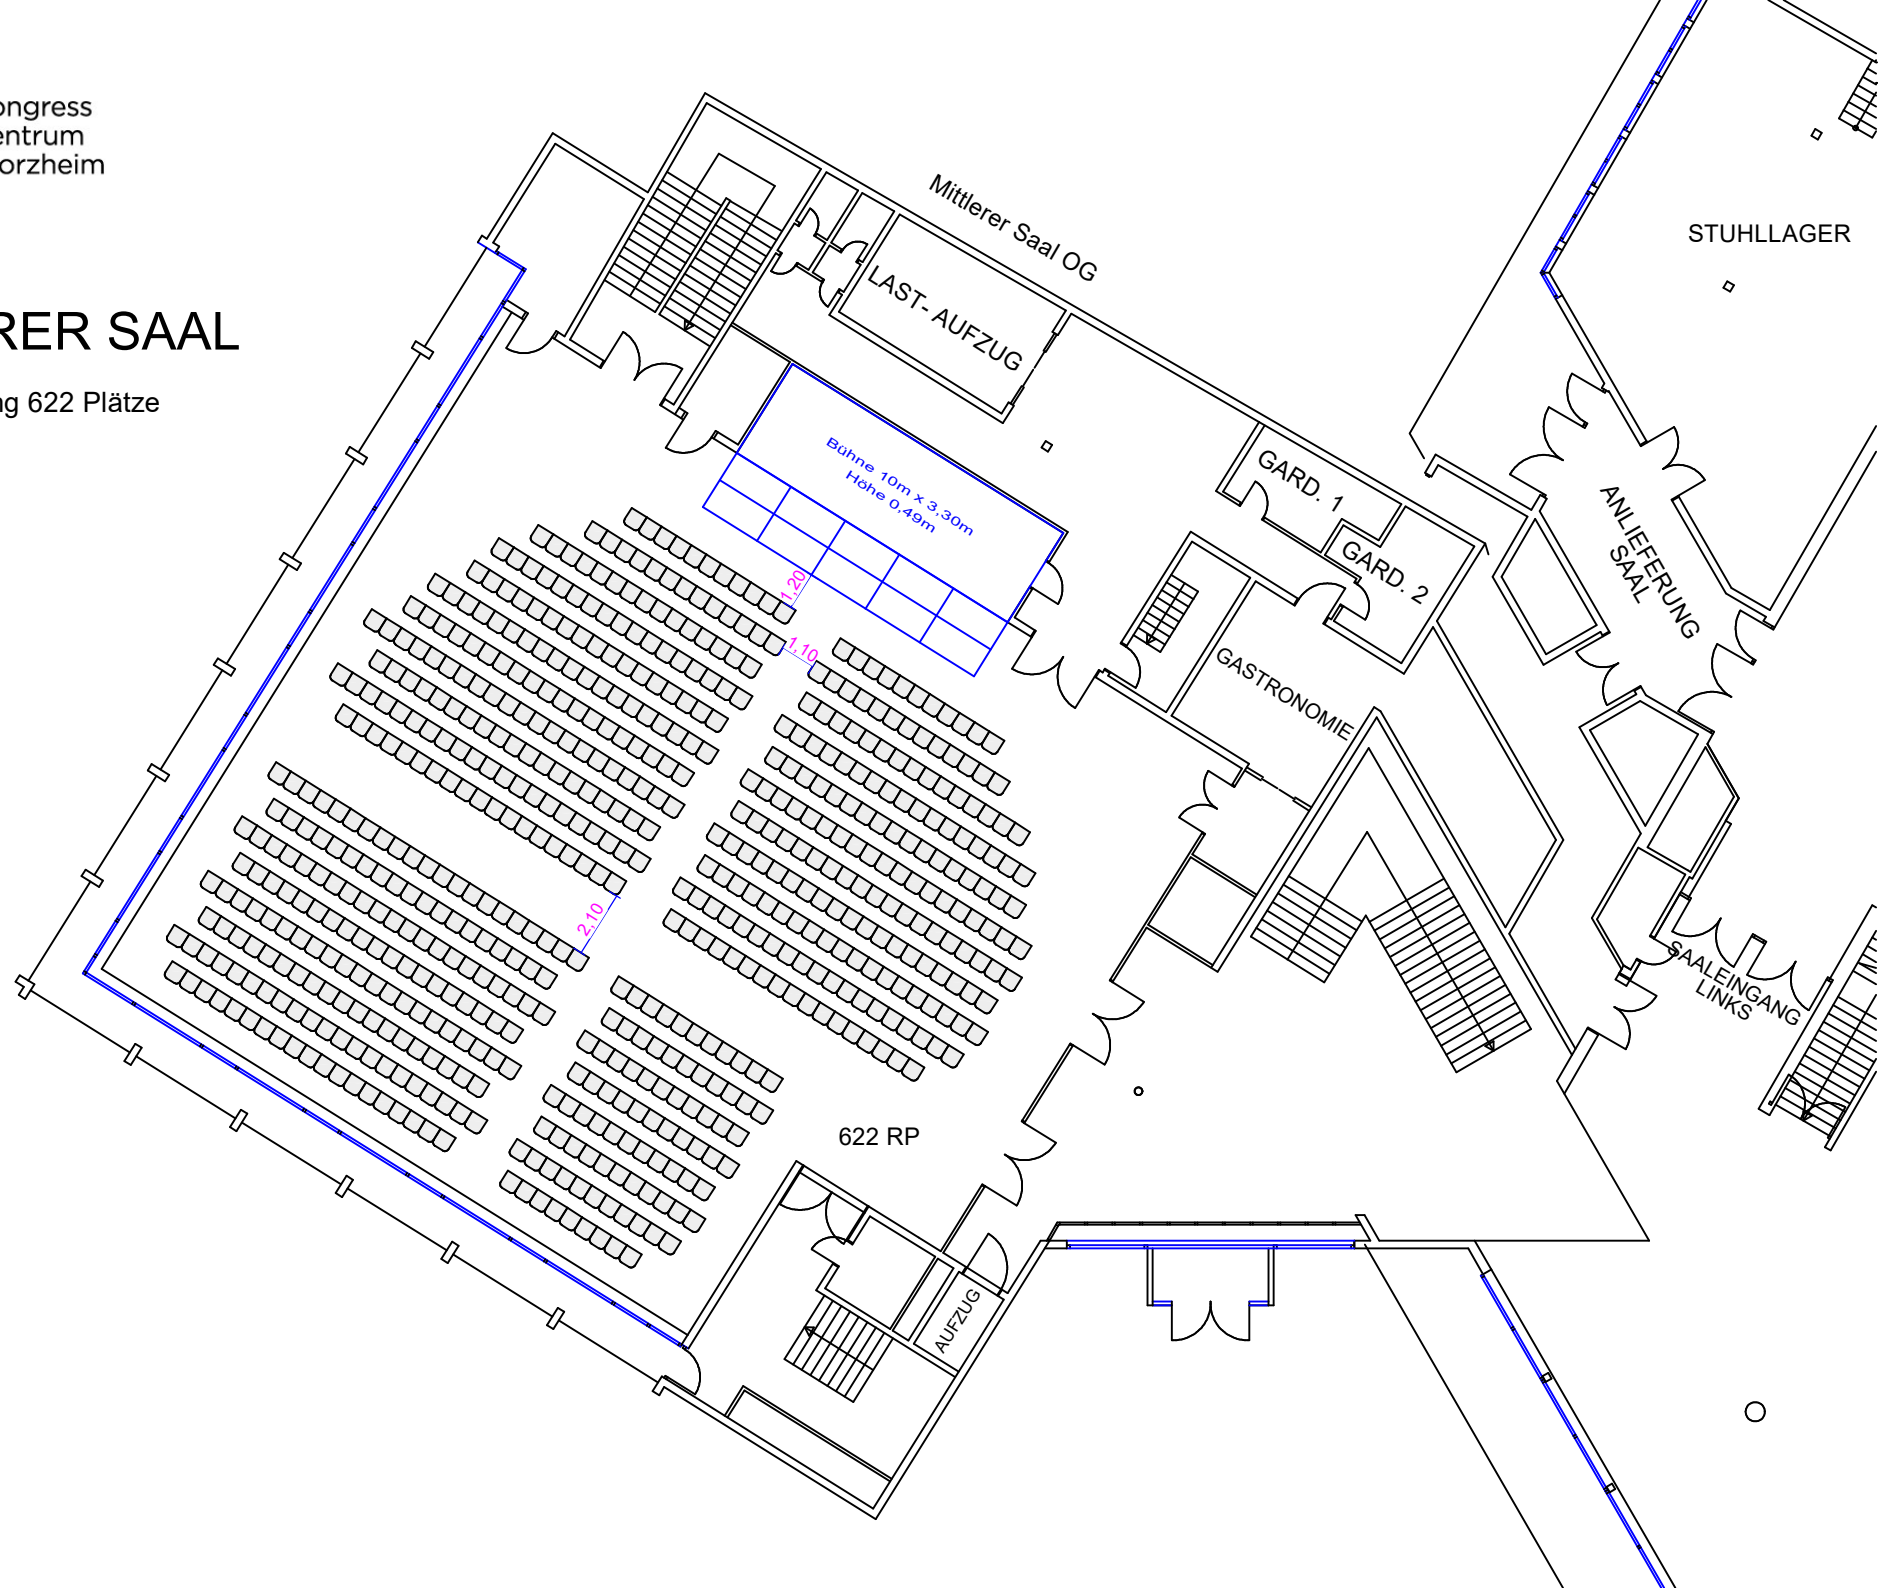 ongress
entrum
orzheim
RER SAAL
ng 622 Plätze
Mittlerer Saal OG
LAST- AUFZUG
Bühne 10m x 3,30m
Höhe 0,49m
1,20
1,10
2,10
GARD. 1
GARD. 2
GASTRONOMIE
STUHLLAGER
ANLIEFERUNG
SAAL
SAALEINGANG
LINKS
622 RP
AUFZUG